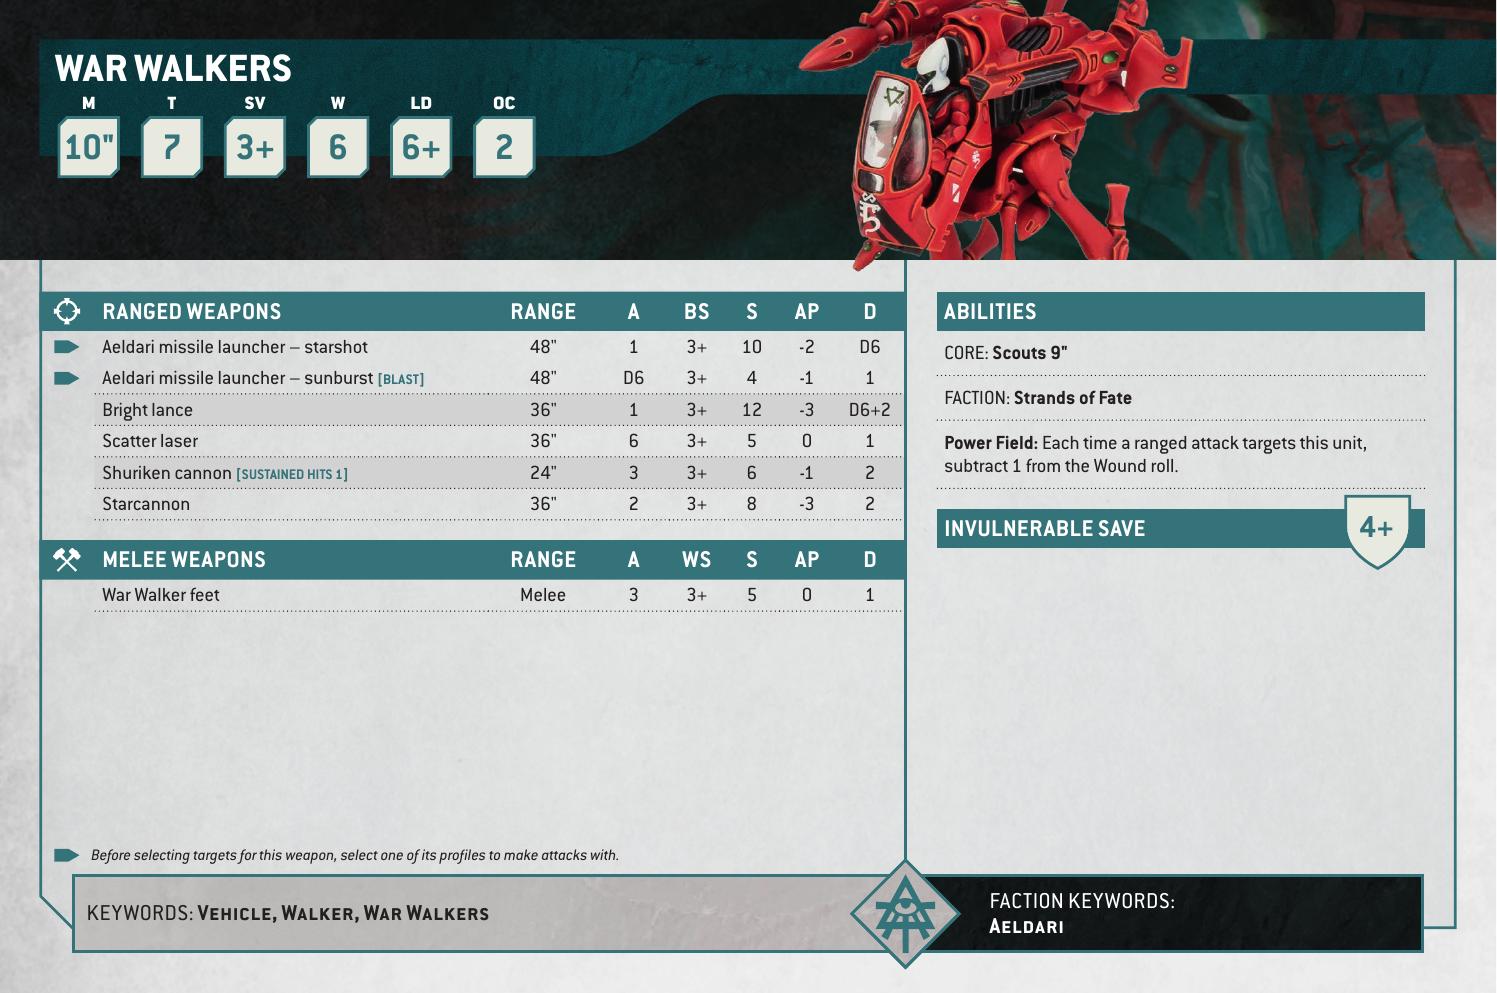 WAR WALKERS
M T SV W LD OC
10" 7 3+ 6 6+ 2
RANGED WEAPONS RANGE A BS S AP D
Aeldari missile launcher – starshot 48" 1 3+ 10 -2 D6
Aeldari missile launcher – sunburst [BLAST] 48" D6 3+ 4 -1 1
Bright lance 36" 1 3+ 12 -3 D6+2
Scatter laser 36" 6 3+ 5 0 1
Shuriken cannon [SUSTAINED HITS 1] 24" 3 3+ 6 -1 2
Starcannon 36" 2 3+ 8 -3 2
MELEE WEAPONS RANGE A WS S AP D
War Walker feet Melee 3 3+ 5 0 1
Before selecting targets for this weapon, select one of its profiles to make attacks with.
ABILITIES
CORE: Scouts 9"
FACTION: Strands of Fate
Power Field: Each time a ranged attack targets this unit,
subtract 1 from the Wound roll.
INVULNERABLE SAVE 4+
KEYWORDS: VEHICLE, WALKER, WAR WALKERS
FACTION KEYWORDS:
AELDARI